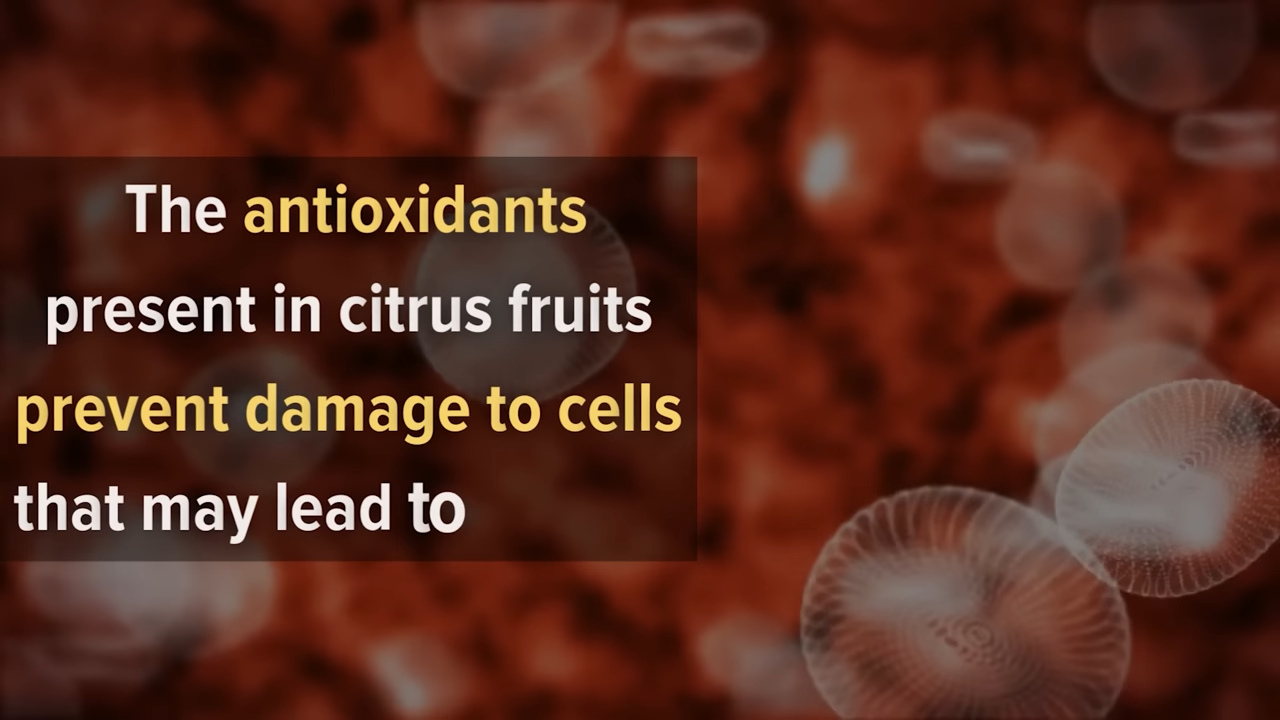 The antioxidants
present in citrus fruits
prevent damage to cells
that may lead to